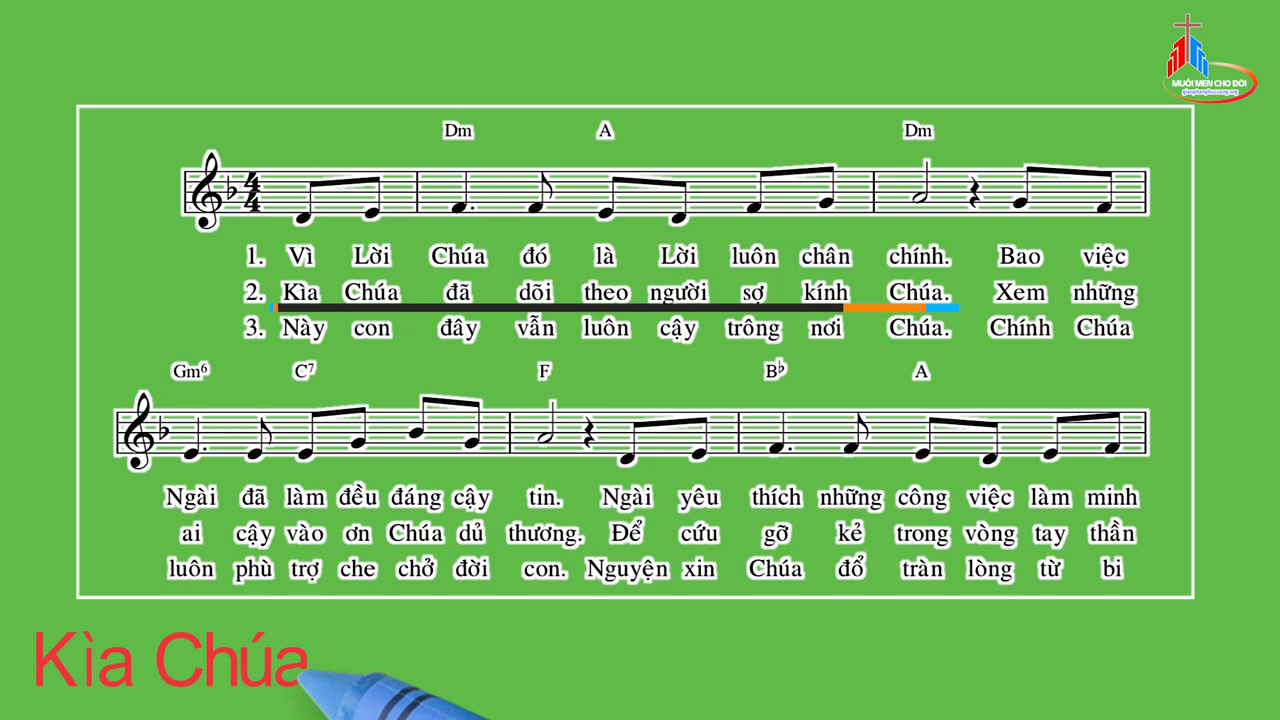 MUỐI MEN CHO ĐỜI
giaophanphucuong.org
Dm A Dm
4
4
1. Vì Lời Chúa đó là Lời luôn chân chính. Bao việc
2. Kìa Chúa đã dõi theo người sợ kính Chúa. Xem những
3. Này con đây vẫn luôn cậy trông nơi Chúa. Chính Chúa
Gm6 C7 F B♭ A
Ngài đã làm đều đáng cậy tin. Ngài yêu thích những công việc làm minh
ai cậy vào ơn Chúa dủ thương. Để cứu gỡ kẻ trong vòng tay thần
luôn phù trợ che chở đời con. Nguyện xin Chúa đổ tràn lòng từ bi
Kìa Chúa